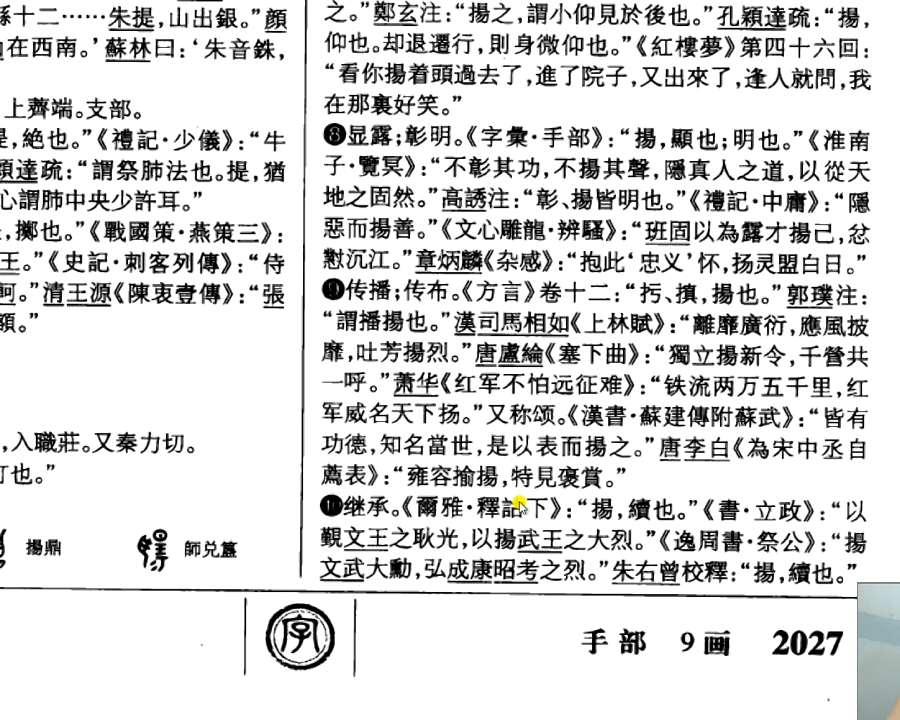 縣十二……朱提，山出銀。”顔
在西南。’蘇林曰：‘朱音銖，
上齊端。支部。
絶也。”《禮記·少儀》：“牛
穎達疏：“謂祭肺法也。提，猶
心謂肺中央少許耳。”
，擲也。”《戰國策·燕策三》：
王。”《史記·刺客列傳》：“侍
軻。”清王源《陳衷壹傳》：“張
額。”
，入職莊。又秦力切。
打也。”
揚鼎
師兑簋
之。”鄭玄注：“揚之，謂小仰見於後也。”孔穎達疏：“揚，
仰也。却退遷行，則身微仰也。”《紅樓夢》第四十六回：
“看你揚着頭過去了，進了院子，又出來了，逢人就問，我
在那裏好笑。”
❽显露；彰明。《字彙·手部》：“揚，顯也；明也。”《淮南
子·覽冥》：“不彰其功，不揚其聲，隱真人之道，以從天
地之固然。”高誘注：“彰、揚皆明也。”《禮記·中庸》：“隱
惡而揚善。”《文心雕龍·辨騷》：“班固以為露才揚己，忿
懟沉江。”章炳麟《杂感》：“抱此‘忠义’怀，扬灵盟白日。”
❾传播；传布。《方言》卷十二：“扝、搷，揚也。”郭璞注：
“謂播揚也。”漢司馬相如《上林賦》：“離靡廣衍，應風披
靡，吐芳揚烈。”唐盧綸《塞下曲》：“獨立揚新令，千營共
一呼。”萧华《红军不怕远征难》：“铁流两万五千里，红
军威名天下扬。”又称颂。《漢書·蘇建傳附蘇武》：“皆有
功德，知名當世，是以表而揚之。”唐李白《為宋中丞自
薦表》：“雍容揄揚，特見褒賞。”
❿继承。《爾雅·釋詁下》：“揚，續也。”《書·立政》：“以
觀文王之耿光，以揚武王之大烈。”《逸周書·祭公》：“揚
文武大勳，弘成康昭考之烈。”朱右曾校釋：“揚，續也。”
字
手部 9画 2027